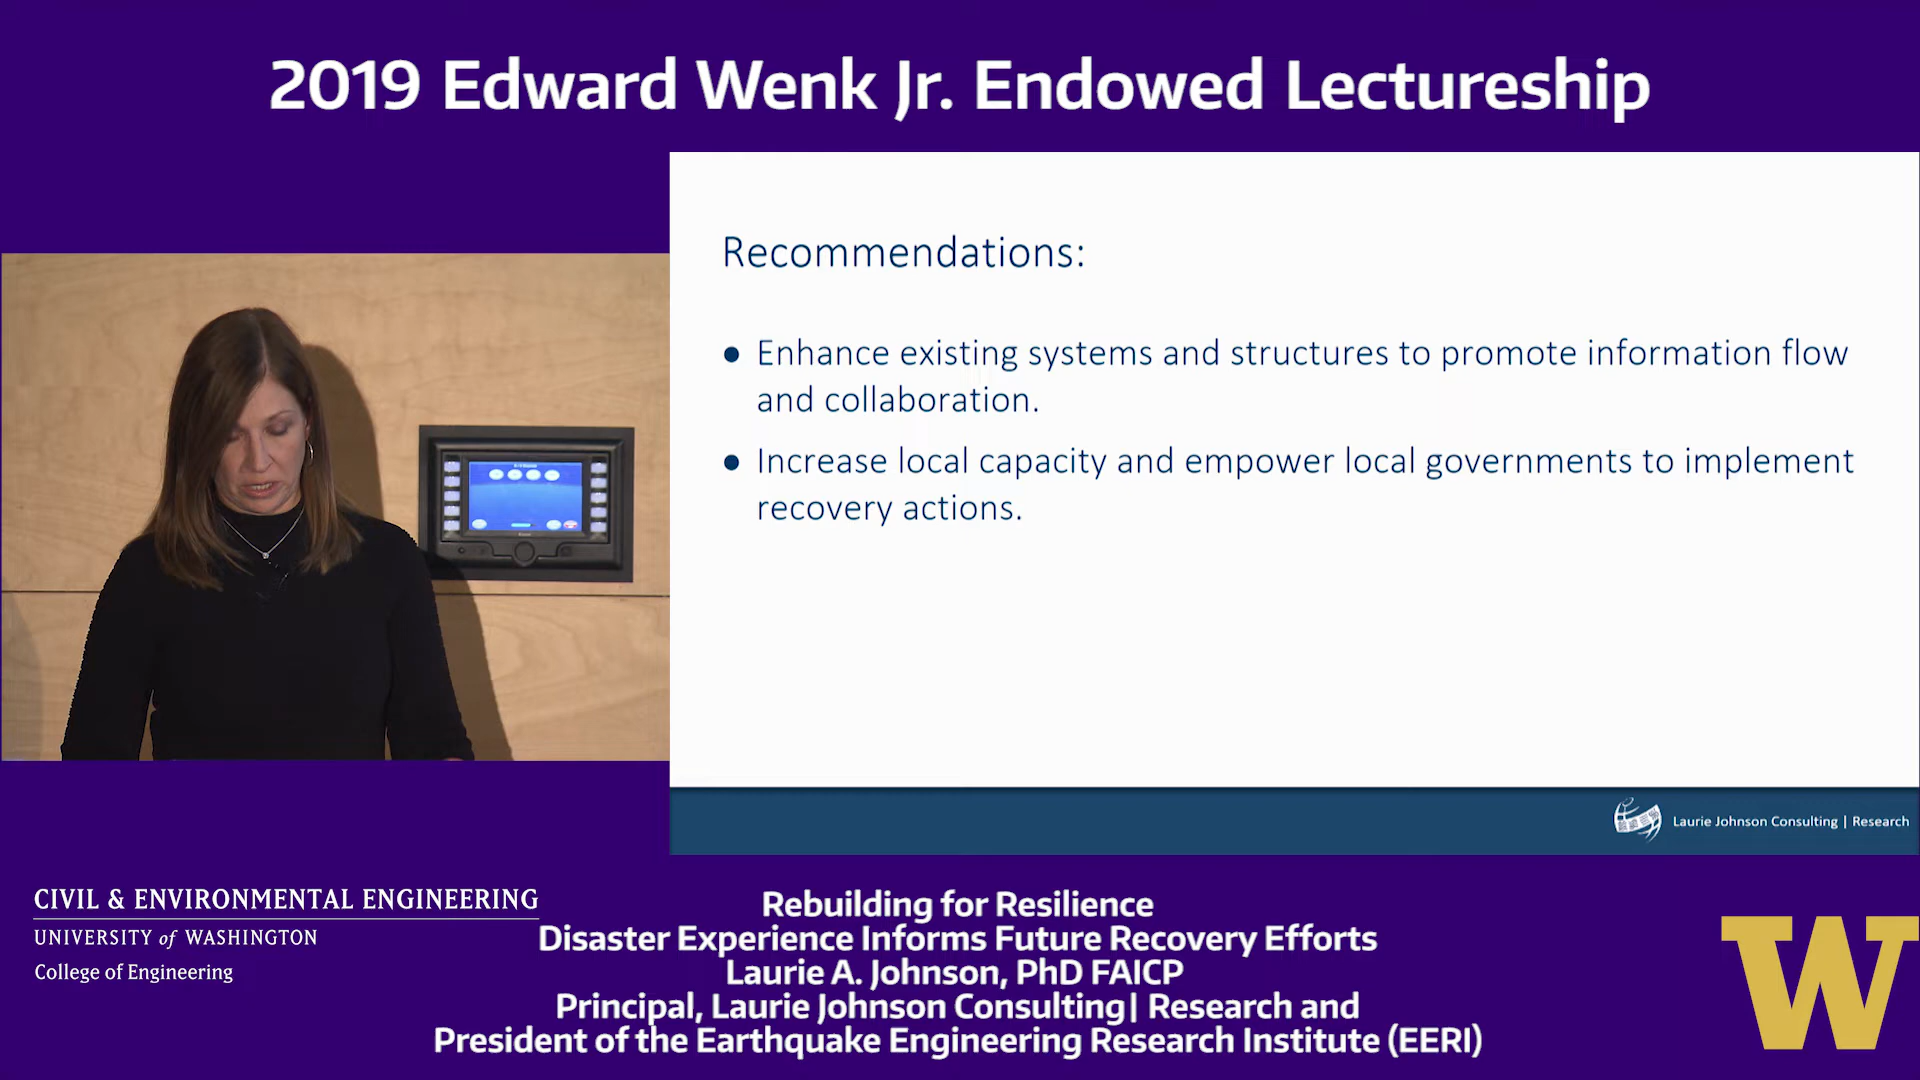 2019 Edward Wenk Jr. Endowed Lectureship
Recommendations:
● Enhance existing systems and structures to promote information flow
and collaboration.
● Increase local capacity and empower local governments to implement
recovery actions.
Laurie Johnson Consulting | Research
CIVIL & ENVIRONMENTAL ENGINEERING
UNIVERSITY of WASHINGTON
College of Engineering
Rebuilding for Resilience
Disaster Experience Informs Future Recovery Efforts
Laurie A. Johnson, PhD FAICP
Principal, Laurie Johnson Consulting| Research and
President of the Earthquake Engineering Research Institute (EERI)
W